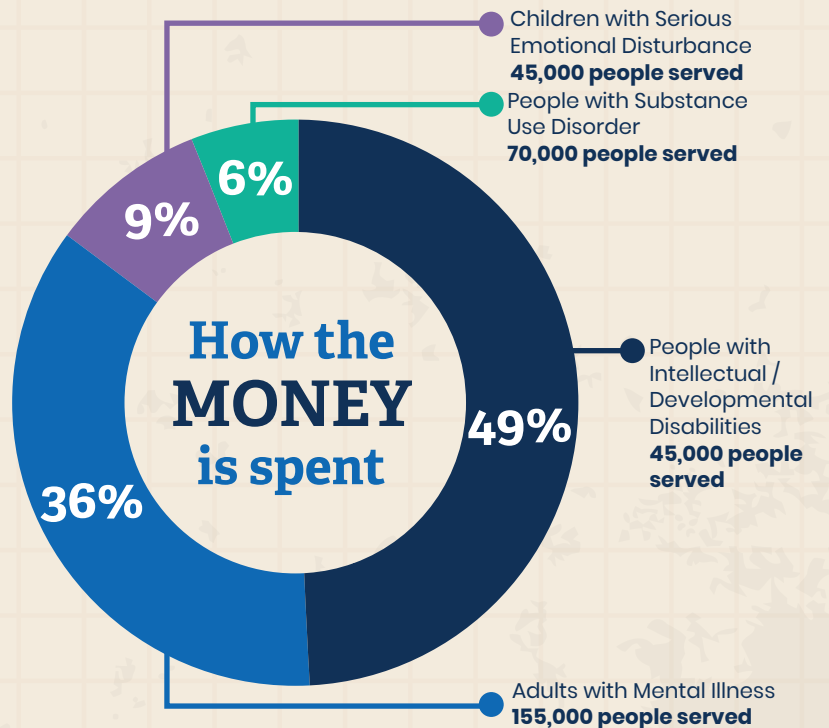 Children with Serious
Emotional Disturbance
45,000 people served
People with Substance
Use Disorder
70,000 people served
6%
9%
How the
MONEY
is spent
People with
Intellectual /
Developmental
Disabilities
45,000 people
served
49%
36%
Adults with Mental Illness
155,000 people served